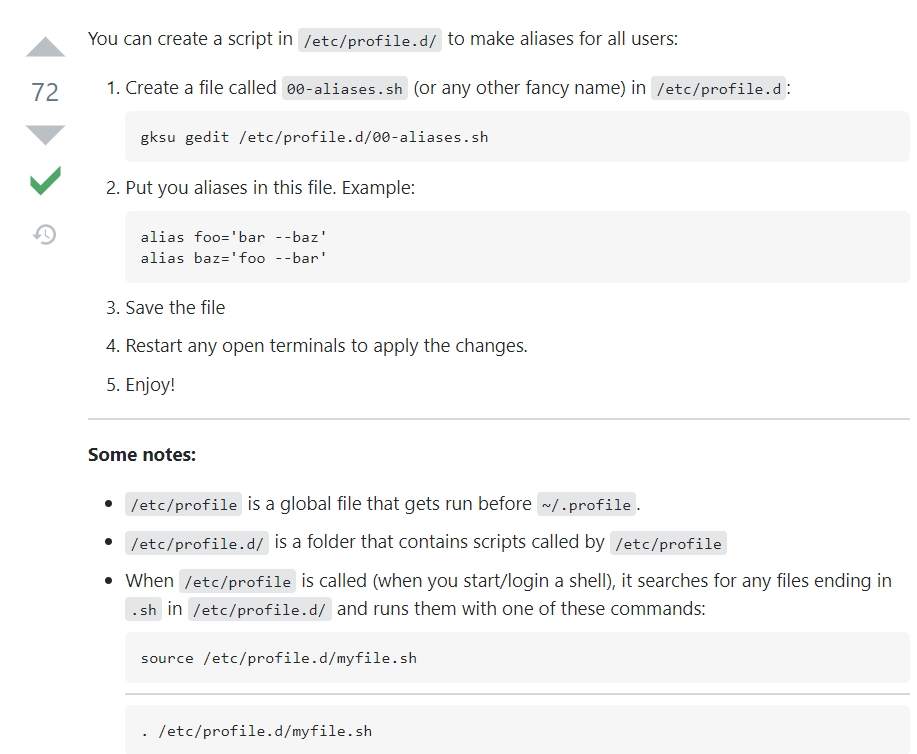 You can create a script in /etc/profile.d/ to make aliases for all users:
72
1. Create a file called 00-aliases.sh (or any other fancy name) in /etc/profile.d:
gksu gedit /etc/profile.d/00-aliases.sh
2. Put you aliases in this file. Example:
alias foo='bar --baz'
alias baz='foo --bar'
3. Save the file
4. Restart any open terminals to apply the changes.
5. Enjoy!
Some notes:
• /etc/profile is a global file that gets run before ~/.profile.
• /etc/profile.d/ is a folder that contains scripts called by /etc/profile
• When /etc/profile is called (when you start/login a shell), it searches for any files ending in
.sh in /etc/profile.d/ and runs them with one of these commands:
source /etc/profile.d/myfile.sh
. /etc/profile.d/myfile.sh